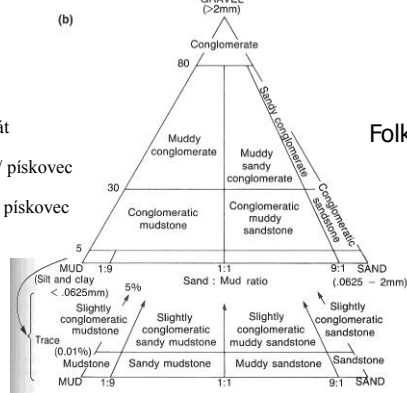 GRAVEL
(>2mm)
(b)
Conglomerate
80
Sandy conglomerate
át
Folk
Muddy
conglomerate
Muddy
sandy
conglomerate
/ pískovec
30
Conglomeratic
sandstone
pískovec
Conglomeratic
mudstone
Conglomeratic
muddy
sandstone
5
MUD
1:9
1:1
9:1
SAND
(Silt and clay
< .0625mm)
Sand : Mud ratio
(.0625 – 2mm)
5%
Slightly
conglomeratic
mudstone
Slightly
conglomeratic
sandy mudstone
Slightly
conglomeratic
muddy sandstone
Slightly
conglomeratic
sandstone
Trace
(0.01%)
Mudstone
Sandy mudstone
Muddy sandstone
Sandstone
MUD
1:9
1:1
9:1
SAND